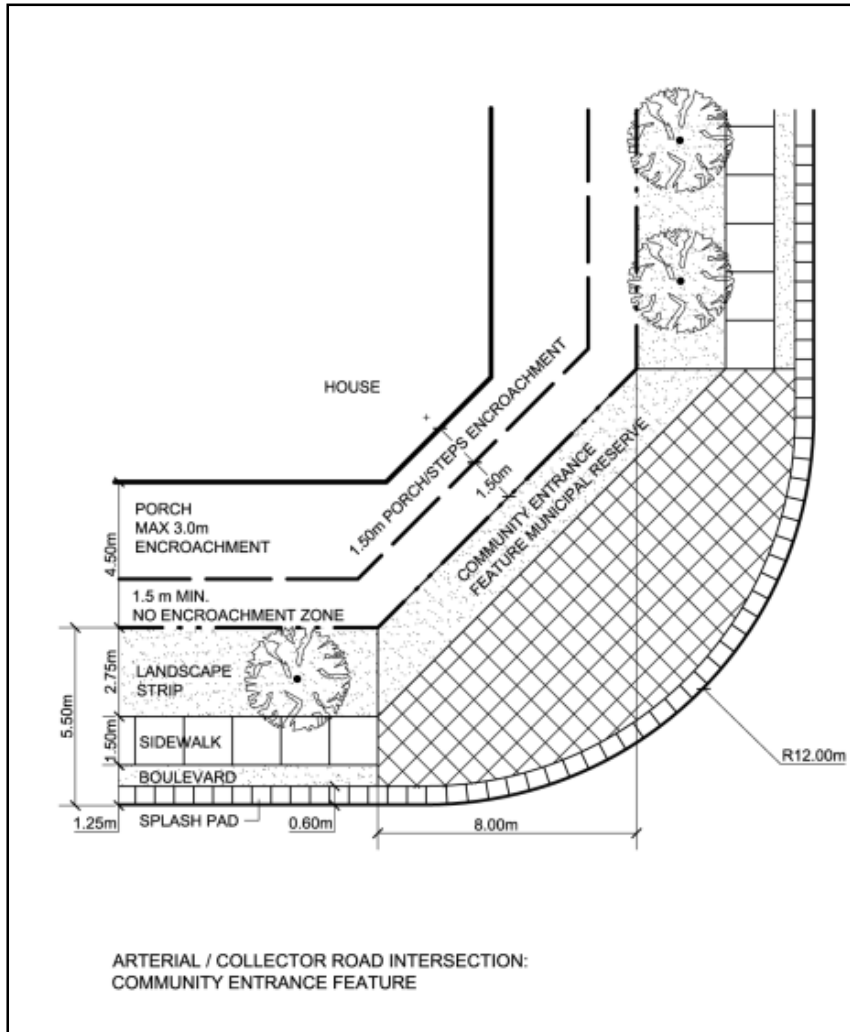 HOUSE
1.50m PORCH/STEPS ENCROACHMENT
1.50m
COMMUNITY ENTRANCE
FEATURE MUNICIPAL RESERVE
4.50m
PORCH
MAX 3.0m
ENCROACHMENT
1.5 m MIN.
NO ENCROACHMENT ZONE
5.50m
2.75m
LANDSCAPE
STRIP
1.50m
SIDEWALK
BOULEVARD
1.25m
SPLASH PAD
0.60m
8.00m
R12.00m
ARTERIAL / COLLECTOR ROAD INTERSECTION:
COMMUNITY ENTRANCE FEATURE